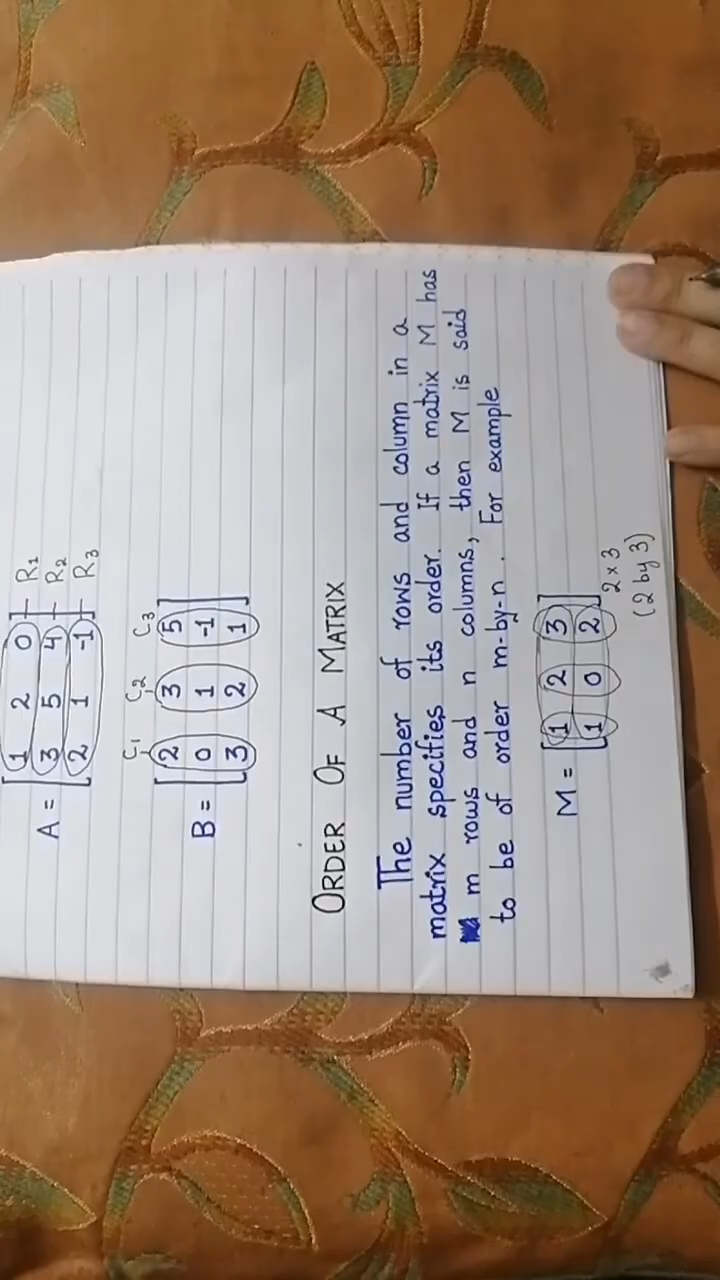 A = [1 2 0] R1
[3 5 4] R2
[2 1 -1] R3
C1 C2 C3
B = [2 3 5]
[0 1 -1]
[3 2 1]
ORDER OF A MATRIX
The number of rows and column in a
matrix specifies its order. If a matrix M has
m rows and n columns, then M is said
to be of order m-by-n. For example
M = [1 2 3]
[1 0 2] 2×3
(2 by 3)